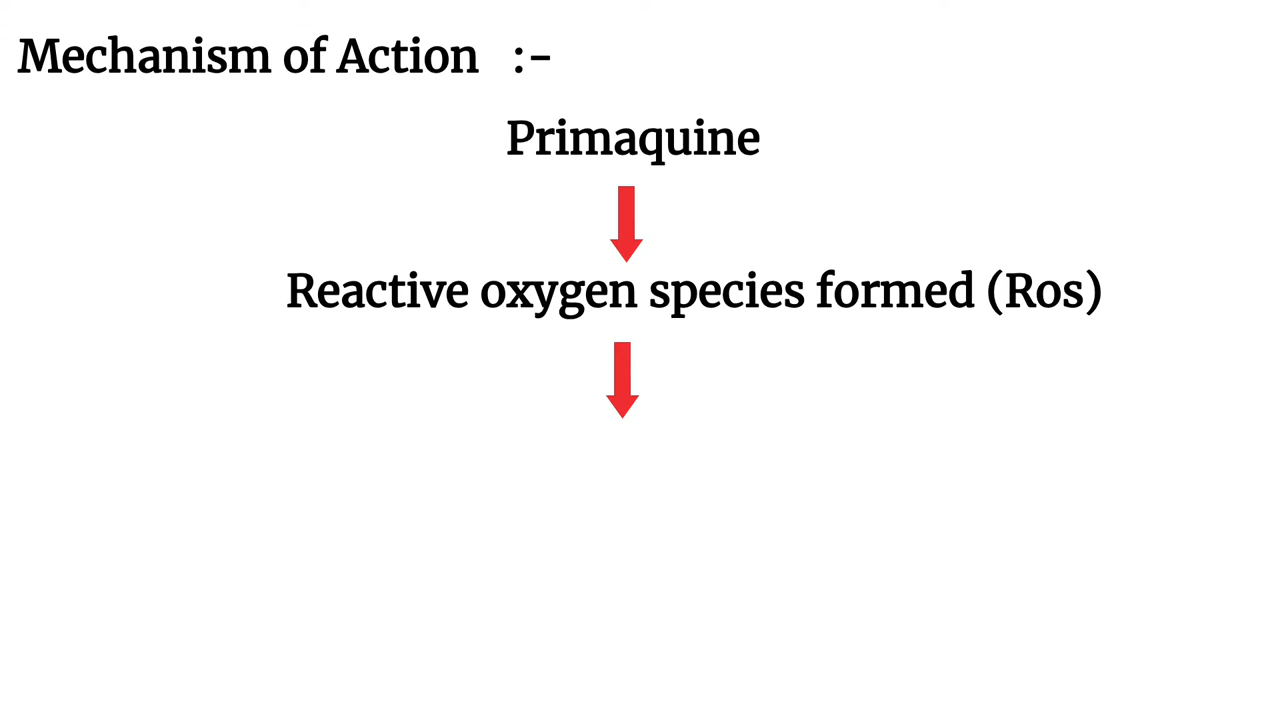 Mechanism of Action :-
Primaquine
Reactive oxygen species formed (Ros)